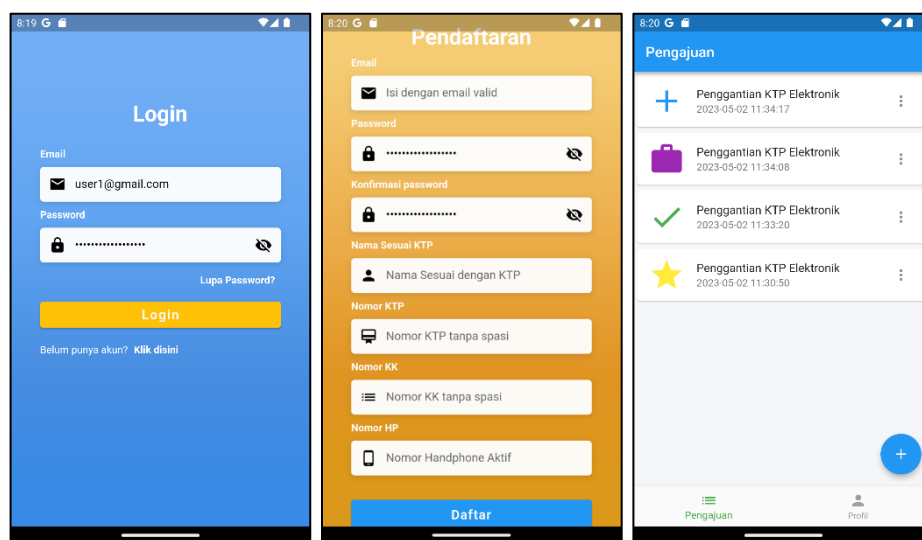 8:19 G
Login
Email
user1@gmail.com
Password
••••••••••••••••••
Lupa Password?
Login
Belum punya akun? Klik disini
8:20 G
Pendaftaran
Email
Isi dengan email valid
Password
••••••••••••••••••
Konfirmasi password
••••••••••••••••••
Nama Sesuai KTP
Nama Sesuai dengan KTP
Nomor KTP
Nomor KTP tanpa spasi
Nomor KK
Nomor KK tanpa spasi
Nomor HP
Nomor Handphone Aktif
Daftar
8:20 G
Pengajuan
Penggantian KTP Elektronik
2023-05-02 11:34:17
Penggantian KTP Elektronik
2023-05-02 11:34:08
Penggantian KTP Elektronik
2023-05-02 11:33:20
Penggantian KTP Elektronik
2023-05-02 11:30:50
Pengajuan Profil